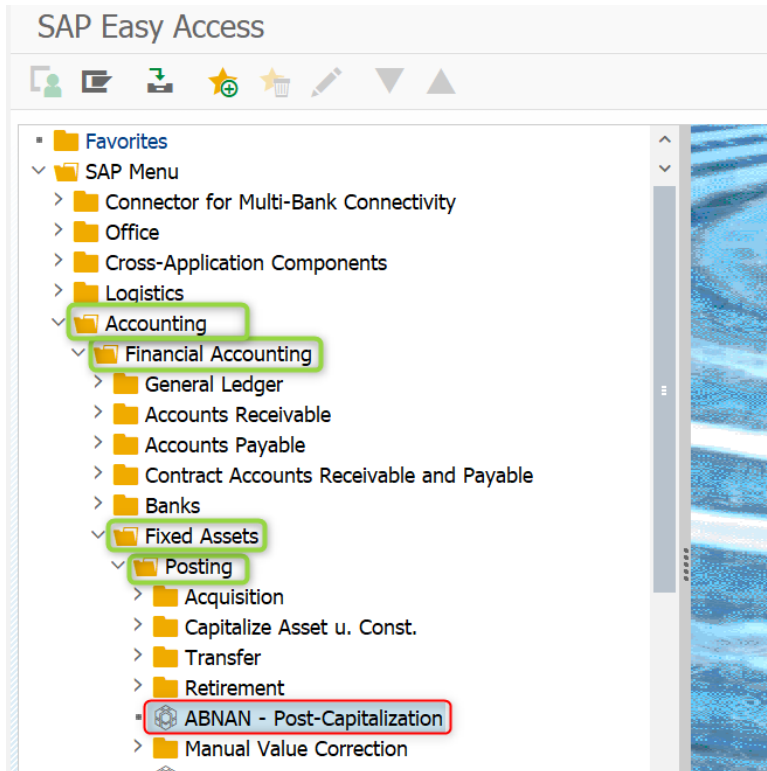 SAP Easy Access
Favorites
SAP Menu
Connector for Multi-Bank Connectivity
Office
Cross-Application Components
Logistics
Accounting
Financial Accounting
General Ledger
Accounts Receivable
Accounts Payable
Contract Accounts Receivable and Payable
Banks
Fixed Assets
Posting
Acquisition
Capitalize Asset u. Const.
Transfer
Retirement
ABNAN - Post-Capitalization
Manual Value Correction